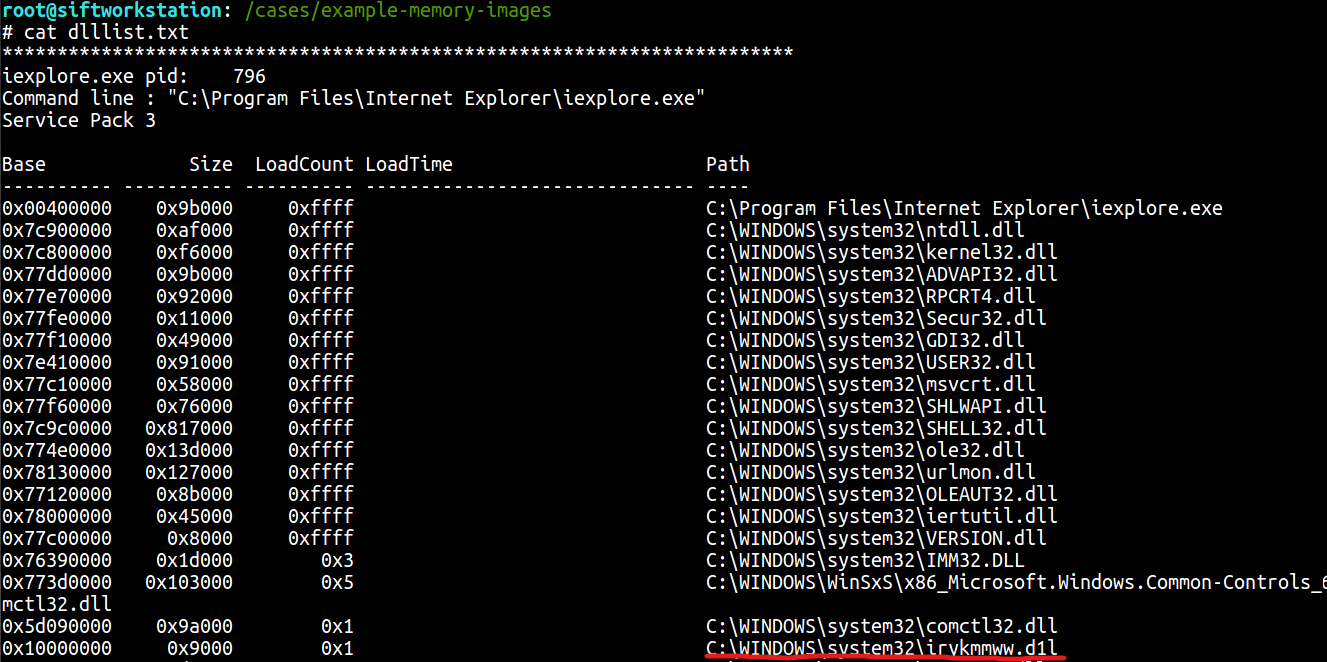 root@siftworkstation: /cases/example-memory-images
# cat dlllist.txt
************************************************************************
iexplore.exe pid:    796
Command line : "C:\Program Files\Internet Explorer\iexplore.exe"
Service Pack 3
Base             Size  LoadCount LoadTime                       Path
---------- ---------- ---------- ------------------------------ ----
0x00400000    0x9b000     0xffff                                C:\Program Files\Internet Explorer\iexplore.exe
0x7c900000    0xaf000     0xffff                                C:\WINDOWS\system32\ntdll.dll
0x7c800000    0xf6000     0xffff                                C:\WINDOWS\system32\kernel32.dll
0x77dd0000    0x9b000     0xffff                                C:\WINDOWS\system32\ADVAPI32.dll
0x77e70000    0x92000     0xffff                                C:\WINDOWS\system32\RPCRT4.dll
0x77fe0000    0x11000     0xffff                                C:\WINDOWS\system32\Secur32.dll
0x77f10000    0x49000     0xffff                                C:\WINDOWS\system32\GDI32.dll
0x7e410000    0x91000     0xffff                                C:\WINDOWS\system32\USER32.dll
0x77c10000    0x58000     0xffff                                C:\WINDOWS\system32\msvcrt.dll
0x77f60000    0x76000     0xffff                                C:\WINDOWS\system32\SHLWAPI.dll
0x7c9c0000   0x817000     0xffff                                C:\WINDOWS\system32\SHELL32.dll
0x774e0000   0x13d000     0xffff                                C:\WINDOWS\system32\ole32.dll
0x78130000   0x127000     0xffff                                C:\WINDOWS\system32\urlmon.dll
0x77120000    0x8b000     0xffff                                C:\WINDOWS\system32\OLEAUT32.dll
0x78000000    0x45000     0xffff                                C:\WINDOWS\system32\iertutil.dll
0x77c00000     0x8000     0xffff                                C:\WINDOWS\system32\VERSION.dll
0x76390000    0x1d000        0x3                                C:\WINDOWS\system32\IMM32.DLL
0x773d0000   0x103000        0x5                                C:\WINDOWS\WinSxS\x86_Microsoft.Windows.Common-Controls_6
mctl32.dll
0x5d090000    0x9a000        0x1                                C:\WINDOWS\system32\comctl32.dll
0x10000000     0x9000        0x1                                C:\WINDOWS\system32\irykmmww.d1l